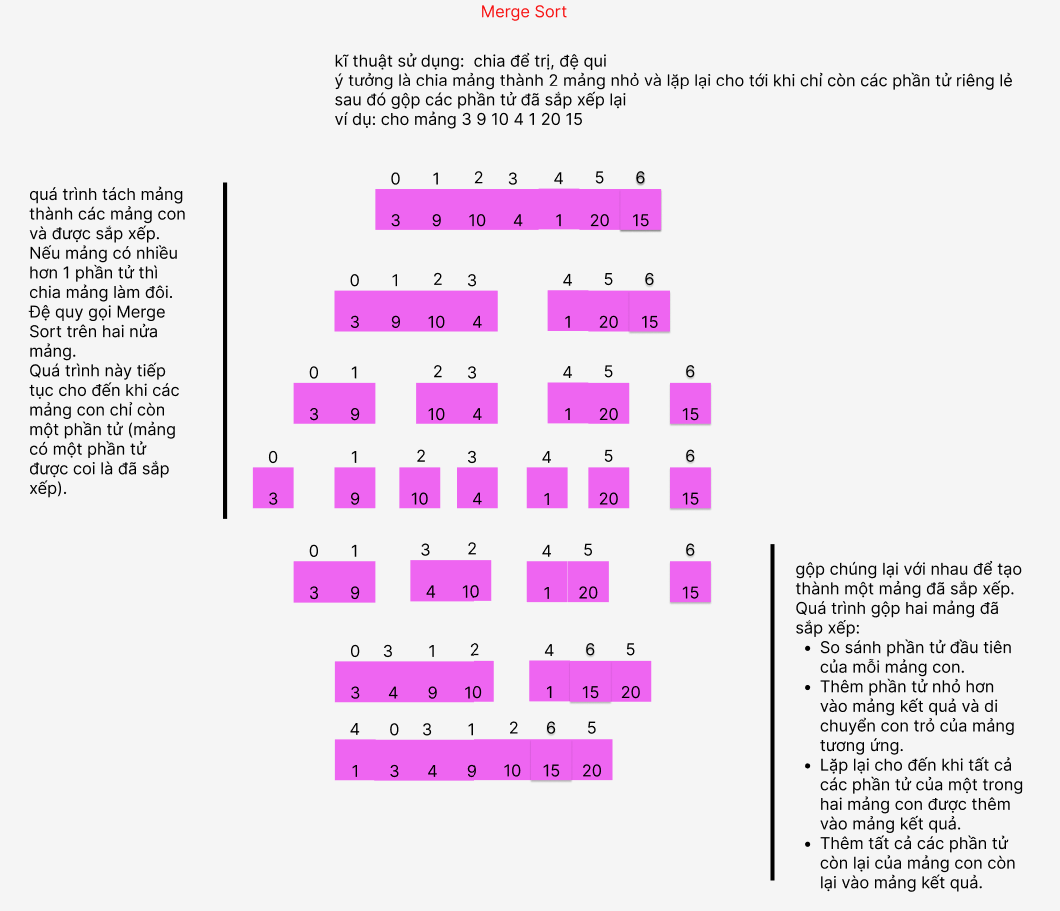 Merge Sort
kĩ thuật sử dụng:  chia để trị, đệ qui
ý tưởng là chia mảng thành 2 mảng nhỏ và lặp lại cho tới khi chỉ còn các phần tử riêng lẻ
sau đó gộp các phần tử đã sắp xếp lại
ví dụ: cho mảng 3 9 10 4 1 20 15
quá trình tách mảng
thành các mảng con
và được sắp xếp.
Nếu mảng có nhiều
hơn 1 phần tử thì
chia mảng làm đôi.
Đệ quy gọi Merge
Sort trên hai nửa
mảng.
Quá trình này tiếp
tục cho đến khi các
mảng con chỉ còn
một phần tử (mảng
có một phần tử
được coi là đã sắp
xếp).
0 1 2 3 4 5 6
3 9 10 4 1 20 15
0 1 2 3 4 5 6
3 9 10 4 1 20 15
0 1 2 3 4 5 6
3 9 10 4 1 20 15
0 1 2 3 4 5 6
3 9 10 4 1 20 15
0 1 3 2 4 5 6
3 9 4 10 1 20 15
0 3 1 2 4 6 5
3 4 9 10 1 15 20
4 0 3 1 2 6 5
1 3 4 9 10 15 20
gộp chúng lại với nhau để tạo
thành một mảng đã sắp xếp.
Quá trình gộp hai mảng đã
sắp xếp:
• So sánh phần tử đầu tiên
của mỗi mảng con.
• Thêm phần tử nhỏ hơn
vào mảng kết quả và di
chuyển con trỏ của mảng
tương ứng.
• Lặp lại cho đến khi tất cả
các phần tử của một trong
hai mảng con được thêm
vào mảng kết quả.
• Thêm tất cả các phần tử
còn lại của mảng con còn
lại vào mảng kết quả.